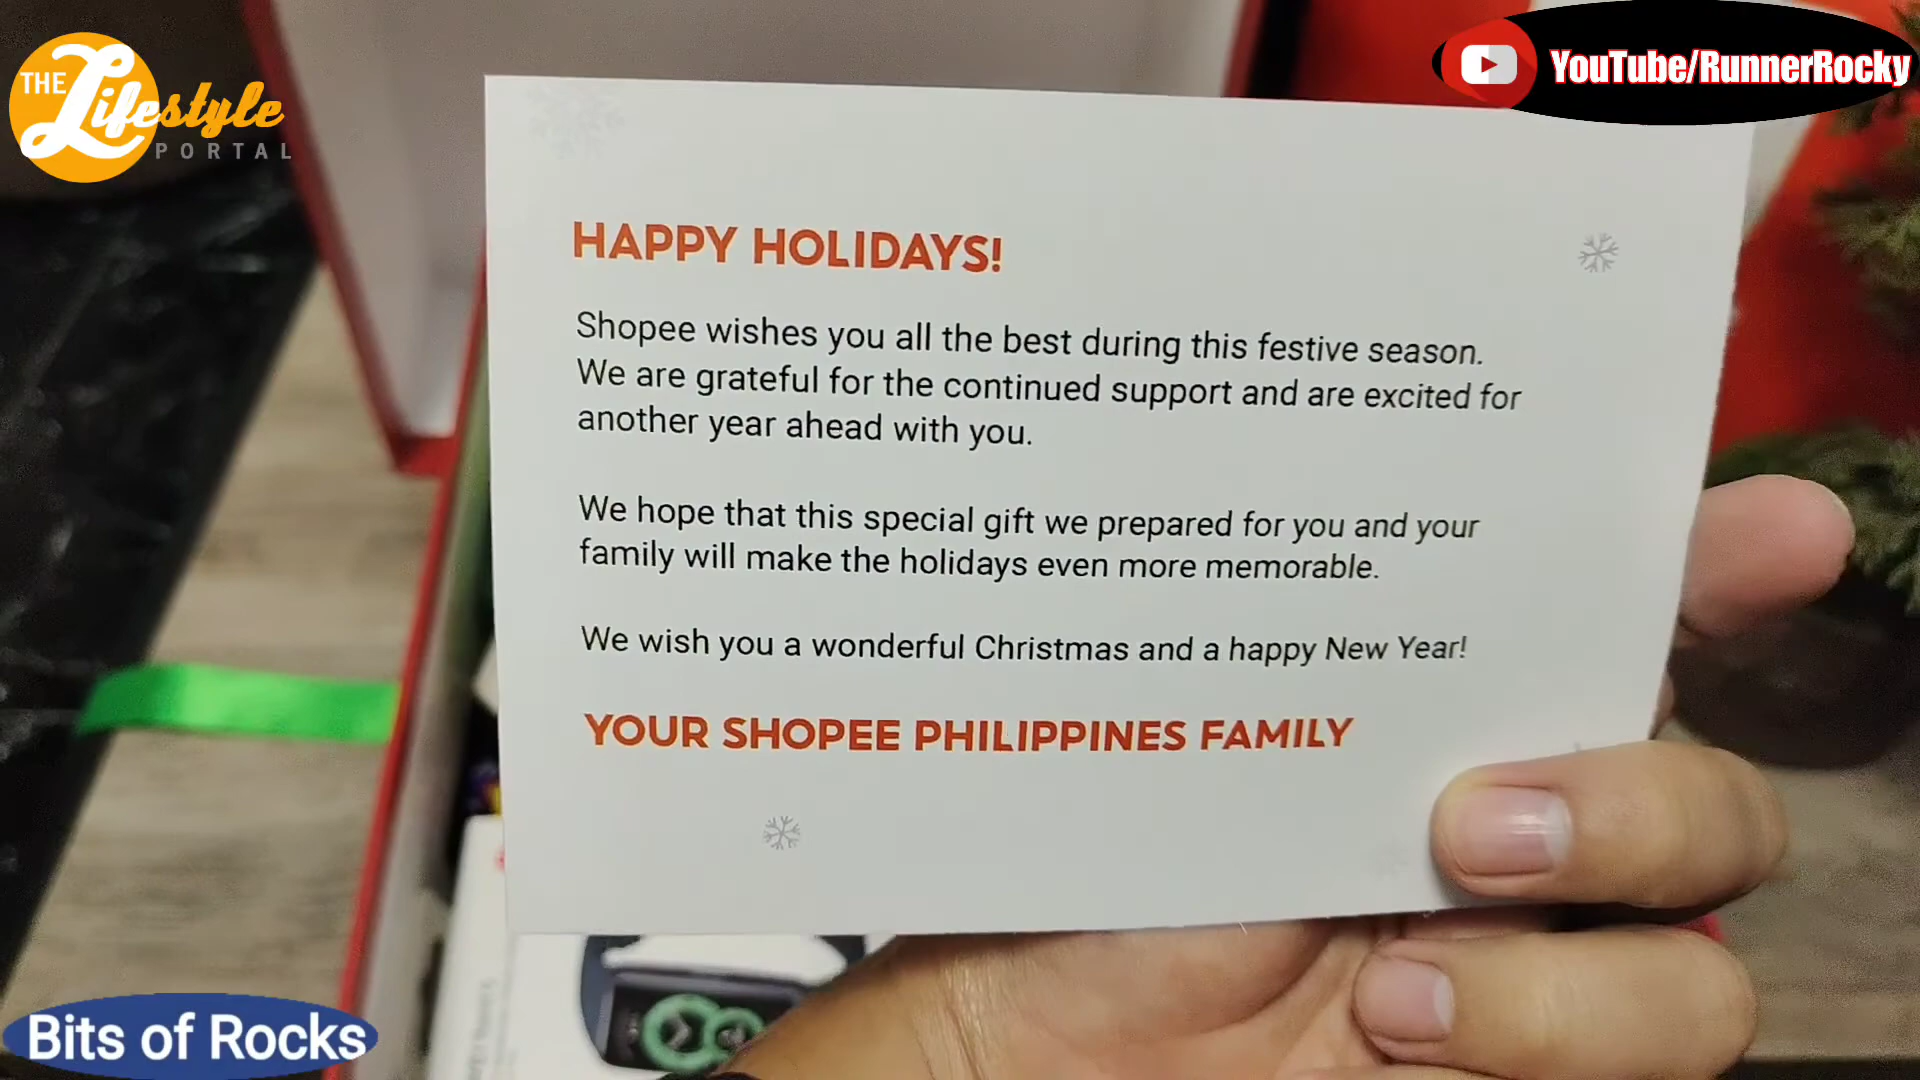 THE Lifestyle
PORTAL
YouTube/RunnerRocky
HAPPY HOLIDAYS!
Shopee wishes you all the best during this festive season.
We are grateful for the continued support and are excited for
another year ahead with you.
We hope that this special gift we prepared for you and your
family will make the holidays even more memorable.
We wish you a wonderful Christmas and a happy New Year!
YOUR SHOPEE PHILIPPINES FAMILY
Bits of Rocks